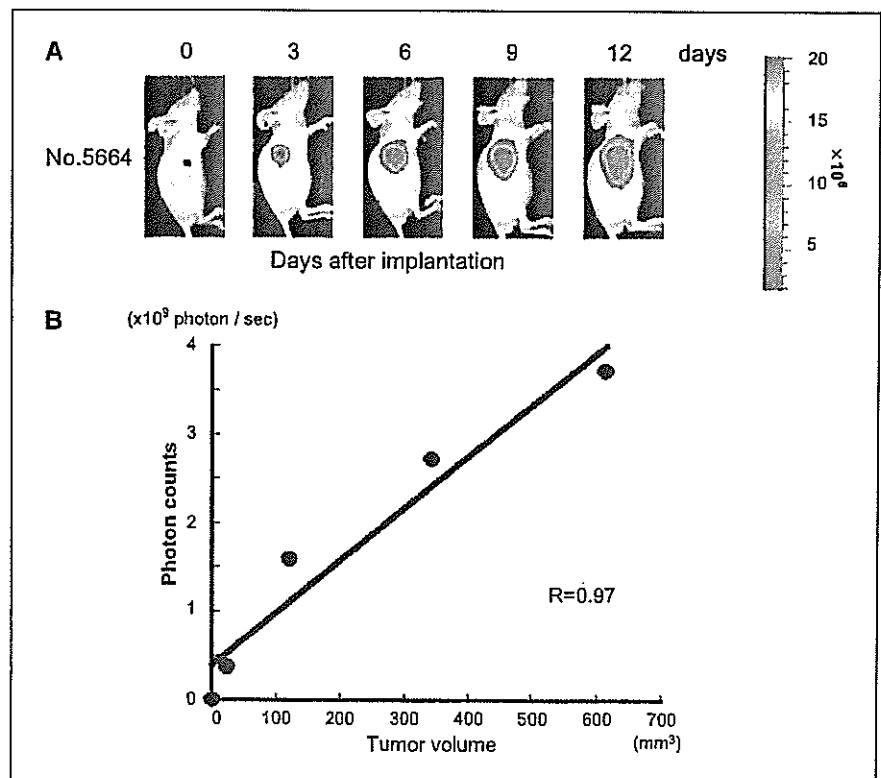 A 0 3 6 9 12 days
No.5664
Days after implantation
20
15
10
5
×10⁶
B (x10⁹ photon / sec)
Photon counts
4
3
2
1
0
R=0.97
0 100 200 300 400 500 600 700
Tumor volume (mm³)